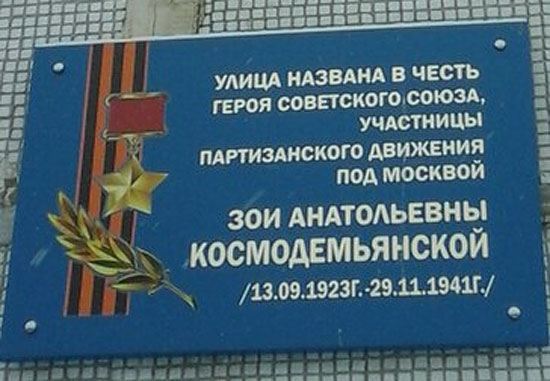 УЛИЦА НАЗВАНА В ЧЕСТЬ
ГЕРОЯ СОВЕТСКОГО СОЮЗА,
УЧАСТНИЦЫ
ПАРТИЗАНСКОГО ДВИЖЕНИЯ
ПОД МОСКВОЙ
ЗОИ АНАТОЛЬЕВНЫ
КОСМОДЕМЬЯНСКОЙ
/13.09.1923Г.-29.11.1941Г./